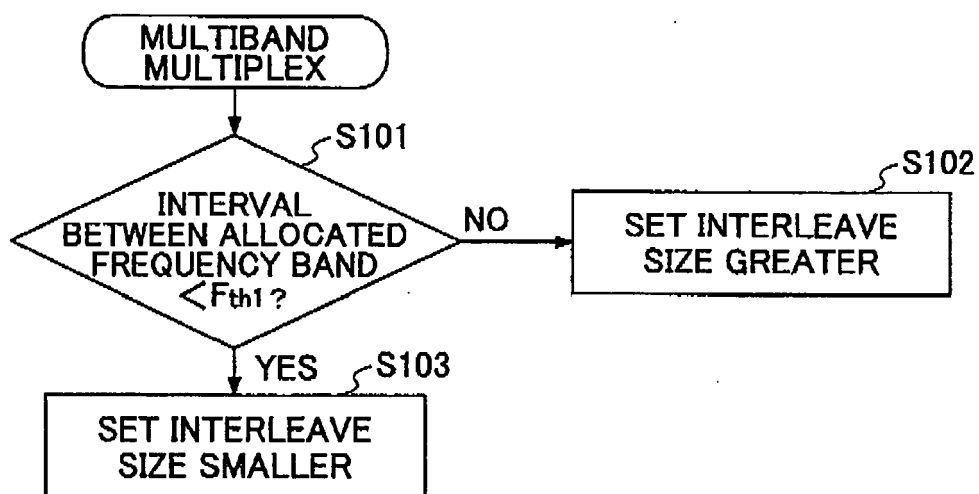 MULTIBAND
MULTIPLEX
S101
INTERVAL
BETWEEN ALLOCATED
FREQUENCY BAND
<Fth1?
NO
S102
SET INTERLEAVE
SIZE GREATER
YES
S103
SET INTERLEAVE
SIZE SMALLER